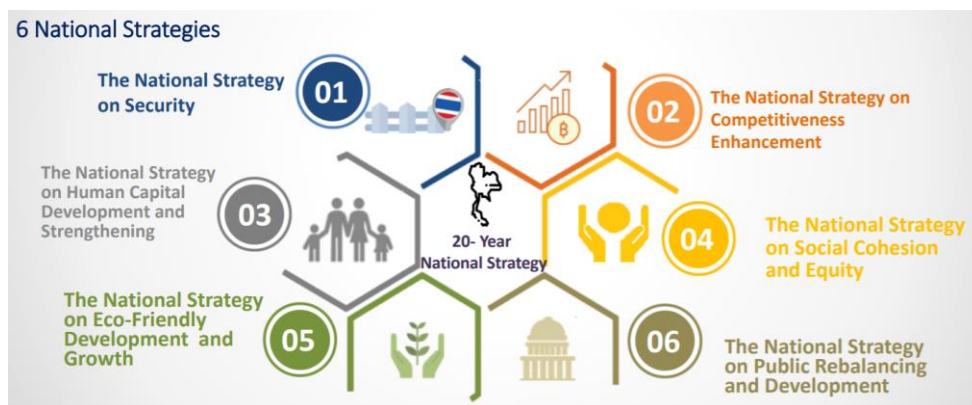 6 National Strategies
The National Strategy
on Security
01
02
The National Strategy on
Competitiveness
Enhancement
฿
The National Strategy
on Human Capital
Development and
Strengthening
03
20- Year
National Strategy
04
The National Strategy
on Social Cohesion
and Equity
The National Strategy
on Eco-Friendly
Development and
Growth
05
06
The National Strategy
on Public Rebalancing
and Development